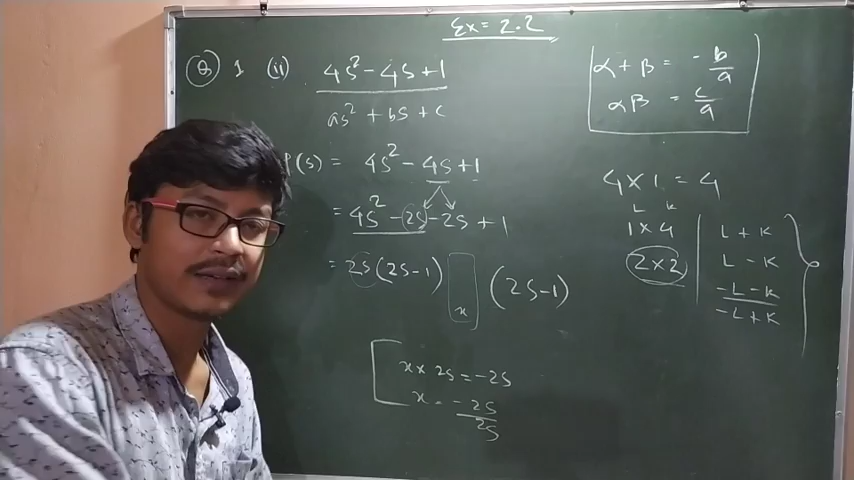 Ex = 2.2
Q) 1 (ii) 4s² - 4s + 1
as² + bs + c
P(s) = 4s² - 4s + 1
= 4s² - 2s - 2s + 1
= 2s(2s-1) x (2s-1)
x × 2s = -2s
x = -2s/2s
α + β = -b/a
αβ = c/a
4 × 1 = 4
L K
1 × 4
2 × 2
L + K
L - K
-L - K
-L + K